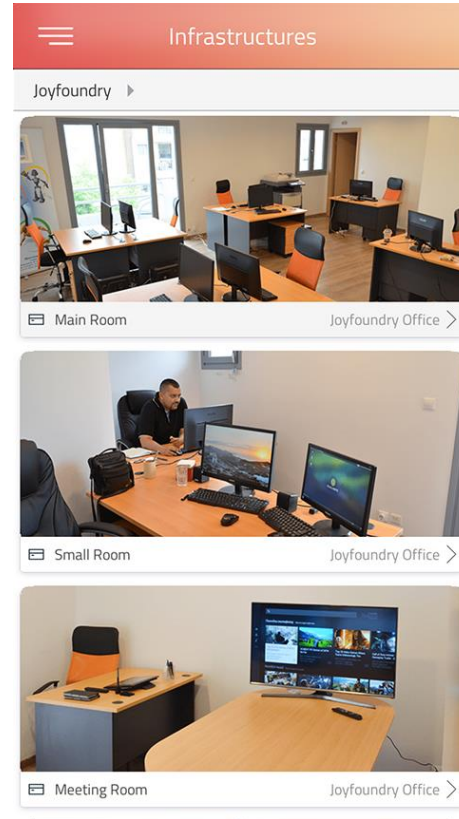 Infrastructures
Joyfoundry
Main Room Joyfoundry Office
Small Room Joyfoundry Office
Meeting Room Joyfoundry Office